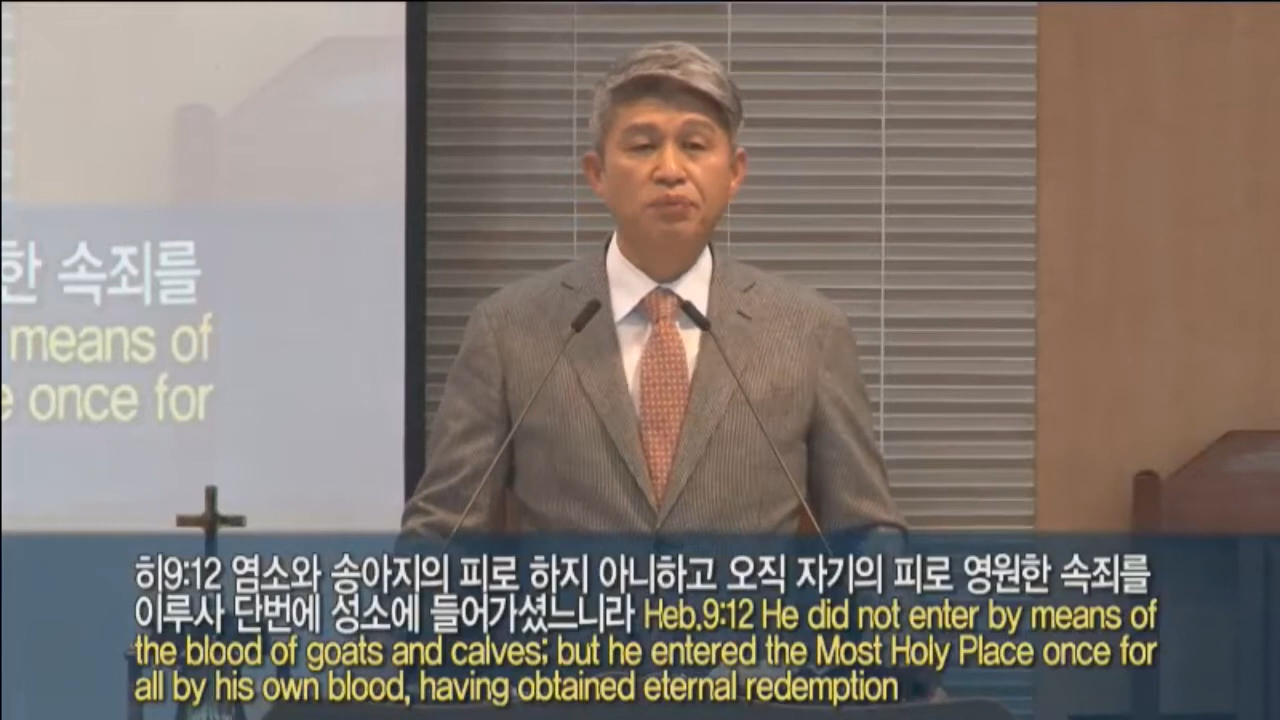 한 속죄를
means of
once for
히9:12 염소와 송아지의 피로 하지 아니하고 오직 자기의 피로 영원한 속죄를
이루사 단번에 성소에 들어가셨느니라 Heb.9:12 He did not enter by means of
the blood of goats and calves; but he entered the Most Holy Place once for
all by his own blood, having obtained eternal redemption